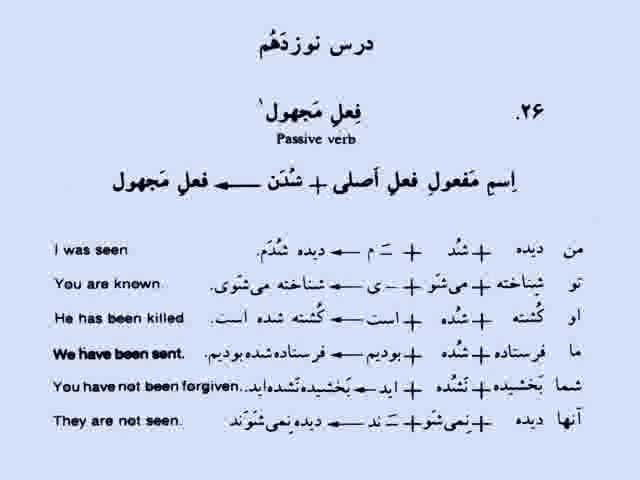 درس نوزدَهُم
۲۶. فِعلِ مَجهول۱
Passive verb
اِسمِ مَفعولِ فعلِ اَصلی + شُدَن ← فعلِ مَجهول
من دیده + شُد + ـَ م ← دیده شُدَم. I was seen
تو شِناخته + می‌شَو + ـی ← شناخته می‌شَوی. You are known.
او کُشته + شُده + است ← کُشته شده است. He has been killed
ما فرستاده + شُده + بودیم ← فرستاده شده بودیم. We have been sent.
شما بَخشیده + نَشُده + اید ← بَخشیده نَشُده‌اید. You have not been forgiven..
آنها دیده + نِمی‌شَو + ـَ ند ← دیده نِمی‌شَوَند They are not seen.